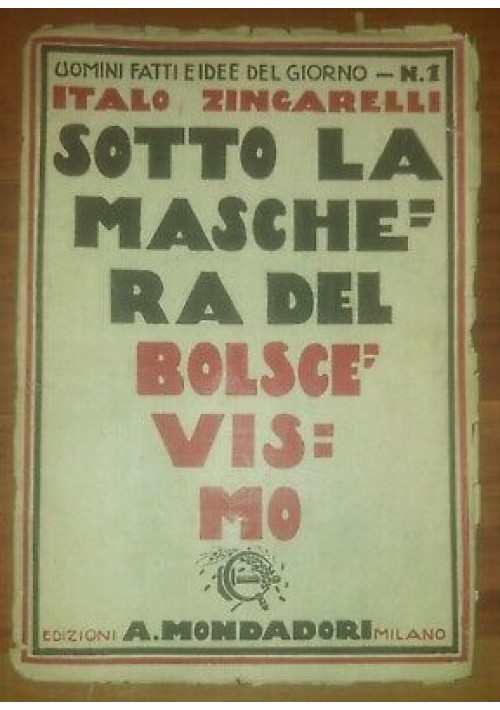 UOMINI FATTI E IDEE DEL GIORNO — N.1
ITALO ZINGARELLI
SOTTO LA
MASCHE=
RA DEL
BOLSCE=
VIS=
MO
EDIZIONI A. MONDADORI MILANO